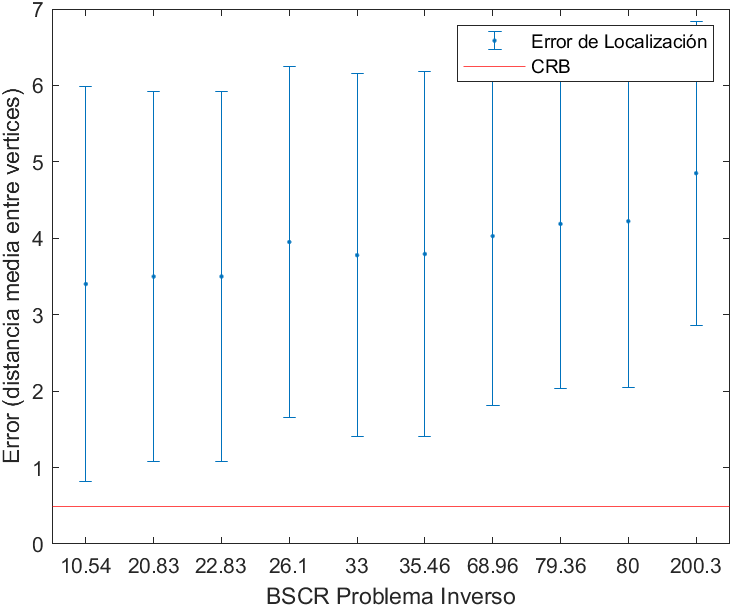 7
6
5
4
3
2
1
0
Error (distancia media entre vertices)
Error de Localización
CRB
10.54 20.83 22.83 26.1 33 35.46 68.96 79.36 80 200.3
BSCR Problema Inverso